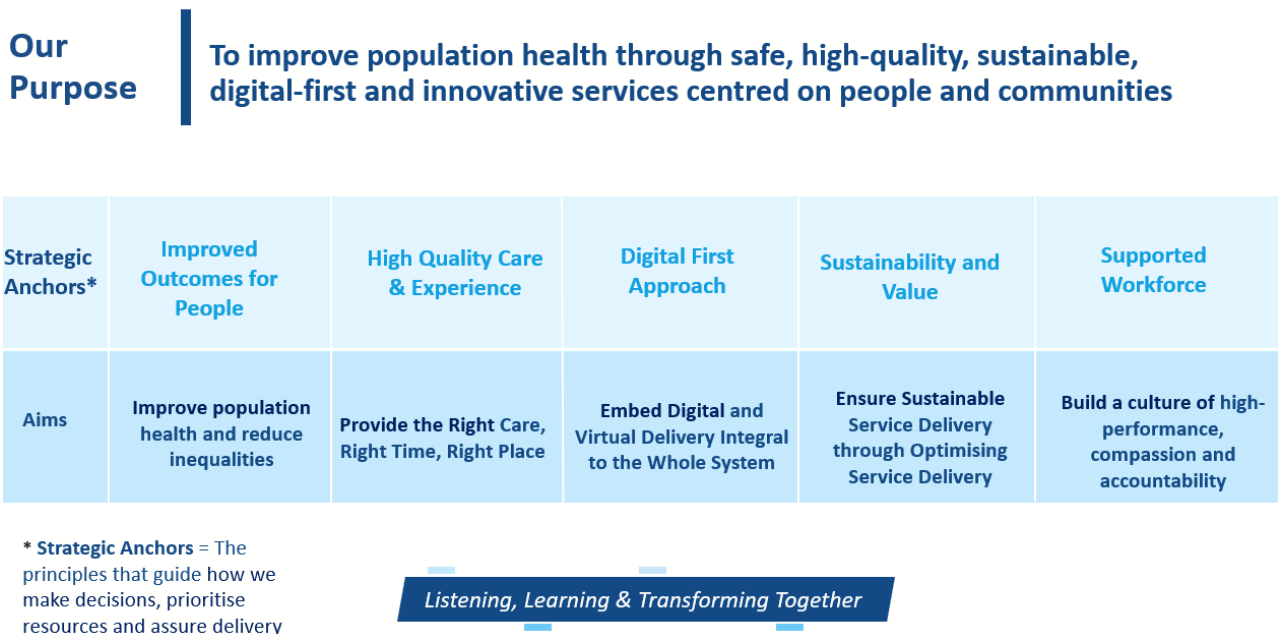 Our
Purpose
To improve population health through safe, high-quality, sustainable,
digital-first and innovative services centred on people and communities
Strategic
Anchors*
Improved
Outcomes for
People
High Quality Care
& Experience
Digital First
Approach
Sustainability and
Value
Supported
Workforce
Aims
Improve population
health and reduce
inequalities
Provide the Right Care,
Right Time, Right Place
Embed Digital and
Virtual Delivery Integral
to the Whole System
Ensure Sustainable
Service Delivery
through Optimising
Service Delivery
Build a culture of high-
performance,
compassion and
accountability
* Strategic Anchors = The
principles that guide how we
make decisions, prioritise
resources and assure delivery
Listening, Learning & Transforming Together